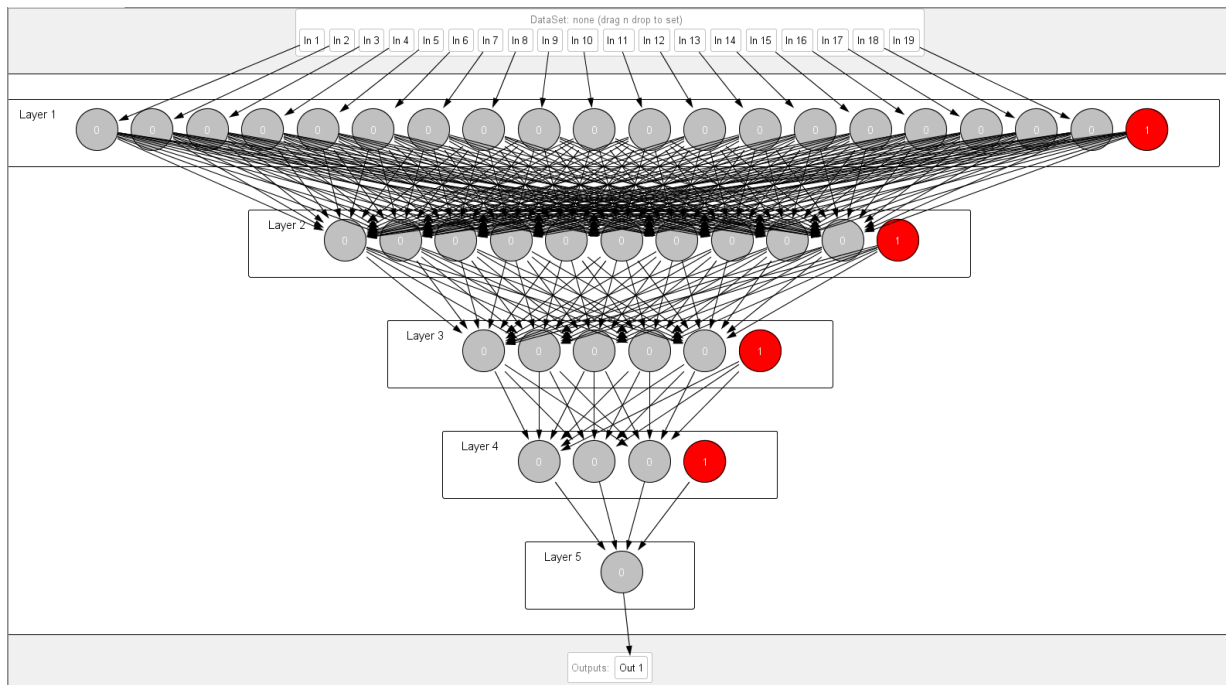 DataSet: none (drag n drop to set)
In 1 In 2 In 3 In 4 In 5 In 6 In 7 In 8 In 9 In 10 In 11 In 12 In 13 In 14 In 15 In 16 In 17 In 18 In 19
Layer 1
0 0 0 0 0 0 0 0 0 0 0 0 0 0 0 0 0 0 0 1
Layer 2
0 0 0 0 0 0 0 0 0 0 1
Layer 3
0 0 0 0 0 1
Layer 4
0 0 0 1
Layer 5
0
Outputs: Out 1